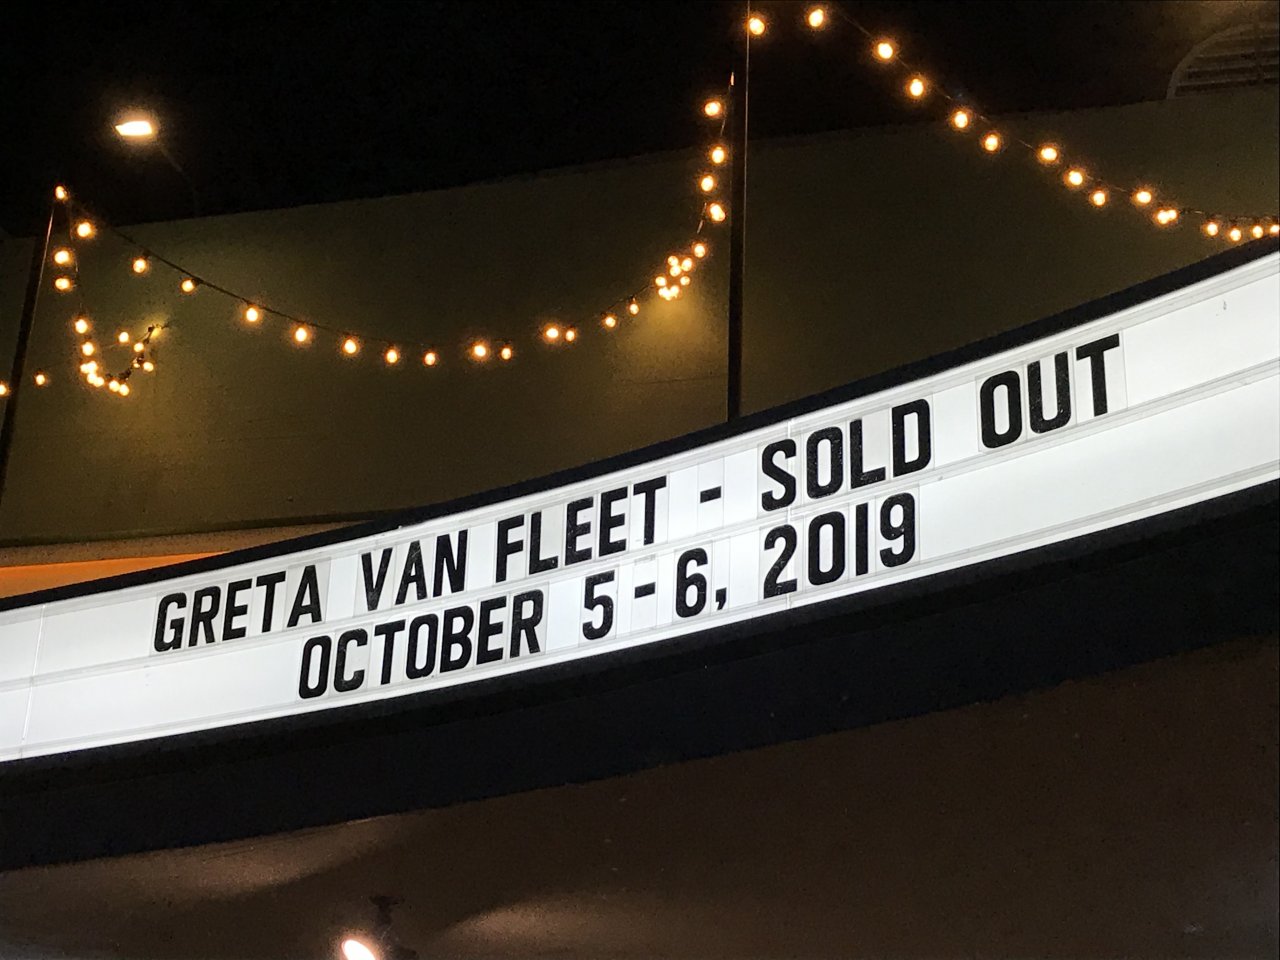 GRETA VAN FLEET - SOLD OUT
OCTOBER 5-6, 2019